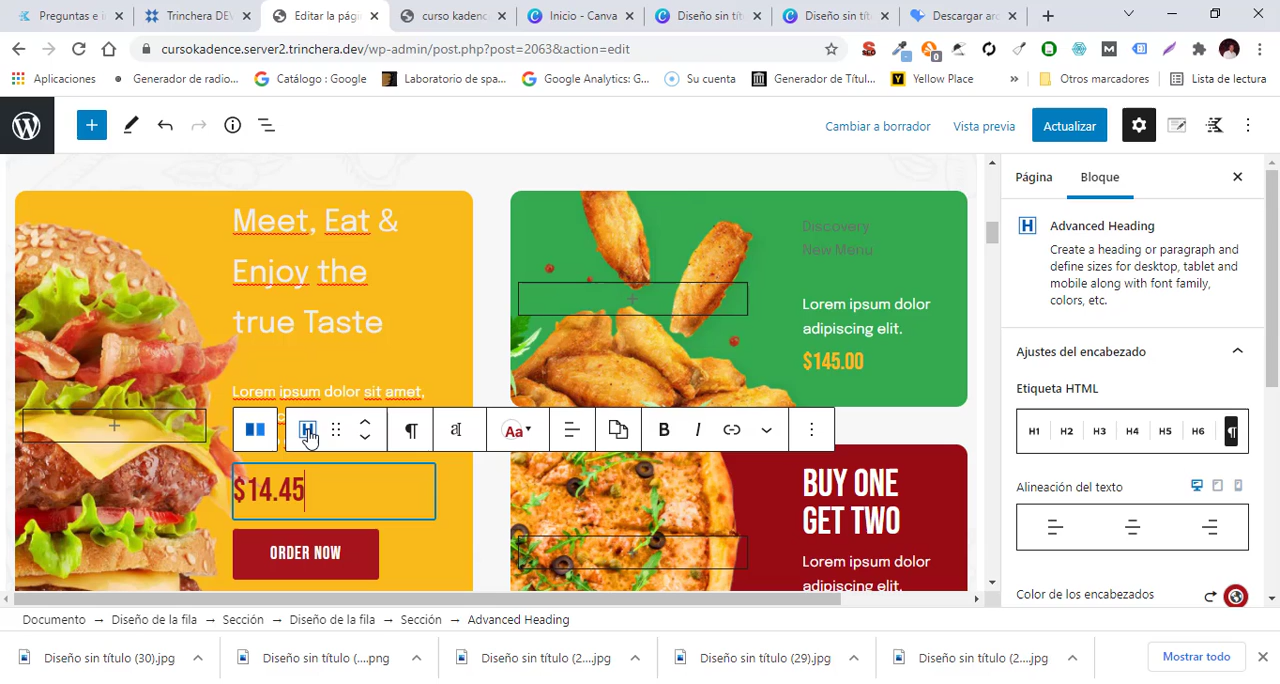 Preguntas e i
Trinchera DE
Editar la pági
curso kadenc
Inicio - Canva
Diseño sin tít
Diseño sin tít
Descargar arc
cursokadence.server2.trinchera.dev/wp-admin/post.php?post=2063&action=edit
Aplicaciones
Generador de radio...
Catálogo : Google
Laboratorio de spa...
Google Analytics: G...
Su cuenta
Generador de Títul...
Yellow Place
»
Otros marcadores
Lista de lectura
Cambiar a borrador
Vista previa
Actualizar
Página
Bloque
Meet, Eat &
Enjoy the
true Taste
Lorem ipsum dolor sit amet,
$14.45
ORDER NOW
Discovery
New Menu
Lorem ipsum dolor
adipiscing elit.
$145.00
BUY ONE
GET TWO
Lorem ipsum dolor
adipiscing elit.
Aa
B
I
Advanced Heading
Create a heading or paragraph and
define sizes for desktop, tablet and
mobile along with font family,
colors, etc.
Ajustes del encabezado
Etiqueta HTML
H1 H2 H3 H4 H5 H6 ¶
Alineación del texto
Color de los encabezados
Documento → Diseño de la fila → Sección → Diseño de la fila → Sección → Advanced Heading
Diseño sin título (30).jpg
Diseño sin título (....png
Diseño sin título (2....jpg
Diseño sin título (29).jpg
Diseño sin título (2....jpg
Mostrar todo